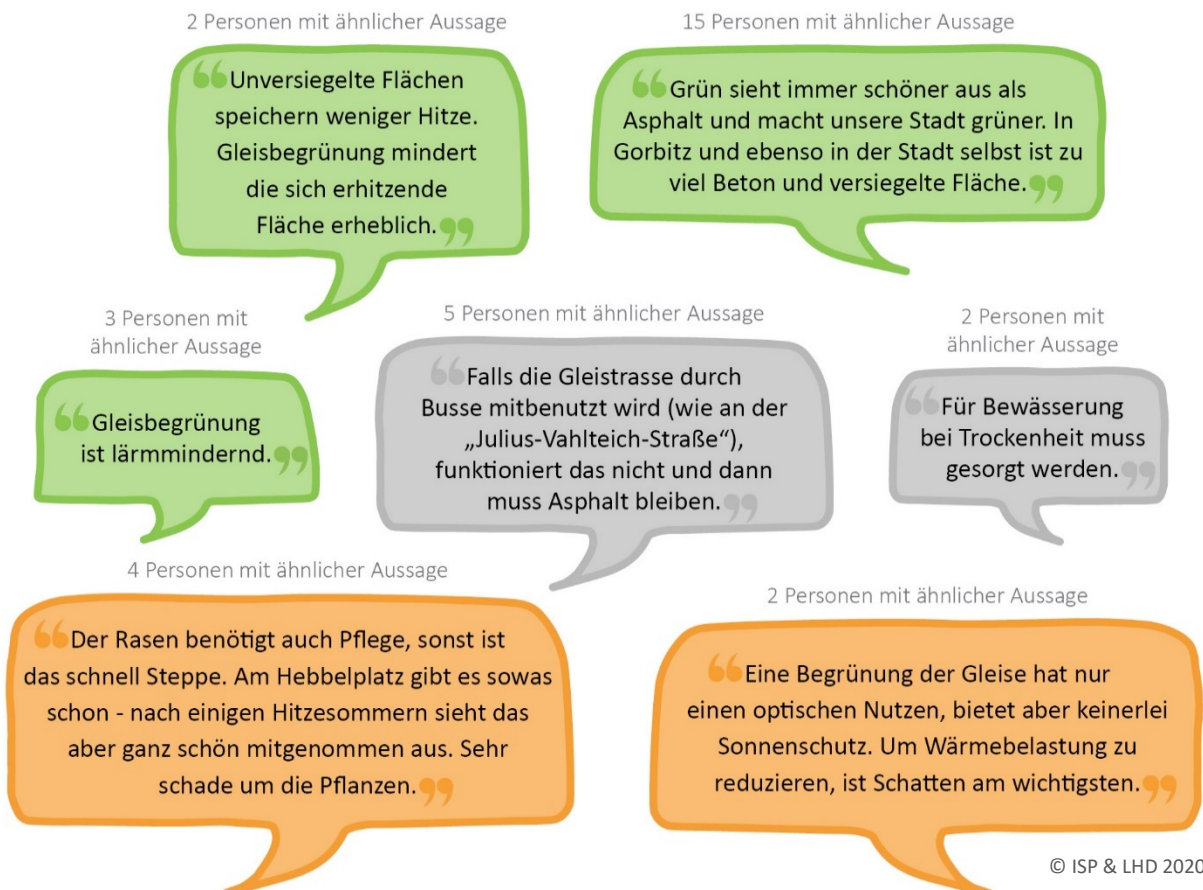 2 Personen mit ähnlicher Aussage
“Unversiegelte Flächen
speichern weniger Hitze.
Gleisbegrünung mindert
die sich erhitzende
Fläche erheblich.”
15 Personen mit ähnlicher Aussage
“Grün sieht immer schöner aus als
Asphalt und macht unsere Stadt grüner. In
Gorbitz und ebenso in der Stadt selbst ist zu
viel Beton und versiegelte Fläche.”
3 Personen mit
ähnlicher Aussage
“Gleisbegrünung
ist lärmmindernd.”
5 Personen mit ähnlicher Aussage
“Falls die Gleistrasse durch
Busse mitbenutzt wird (wie an der
„Julius-Vahlteich-Straße“),
funktioniert das nicht und dann
muss Asphalt bleiben.”
2 Personen mit
ähnlicher Aussage
“Für Bewässerung
bei Trockenheit muss
gesorgt werden.”
4 Personen mit ähnlicher Aussage
“Der Rasen benötigt auch Pflege, sonst ist
das schnell Steppe. Am Hebbelplatz gibt es sowas
schon - nach einigen Hitzesommern sieht das
aber ganz schön mitgenommen aus. Sehr
schade um die Pflanzen.”
2 Personen mit ähnlicher Aussage
“Eine Begrünung der Gleise hat nur
einen optischen Nutzen, bietet aber keinerlei
Sonnenschutz. Um Wärmebelastung zu
reduzieren, ist Schatten am wichtigsten.”
© ISP & LHD 2020